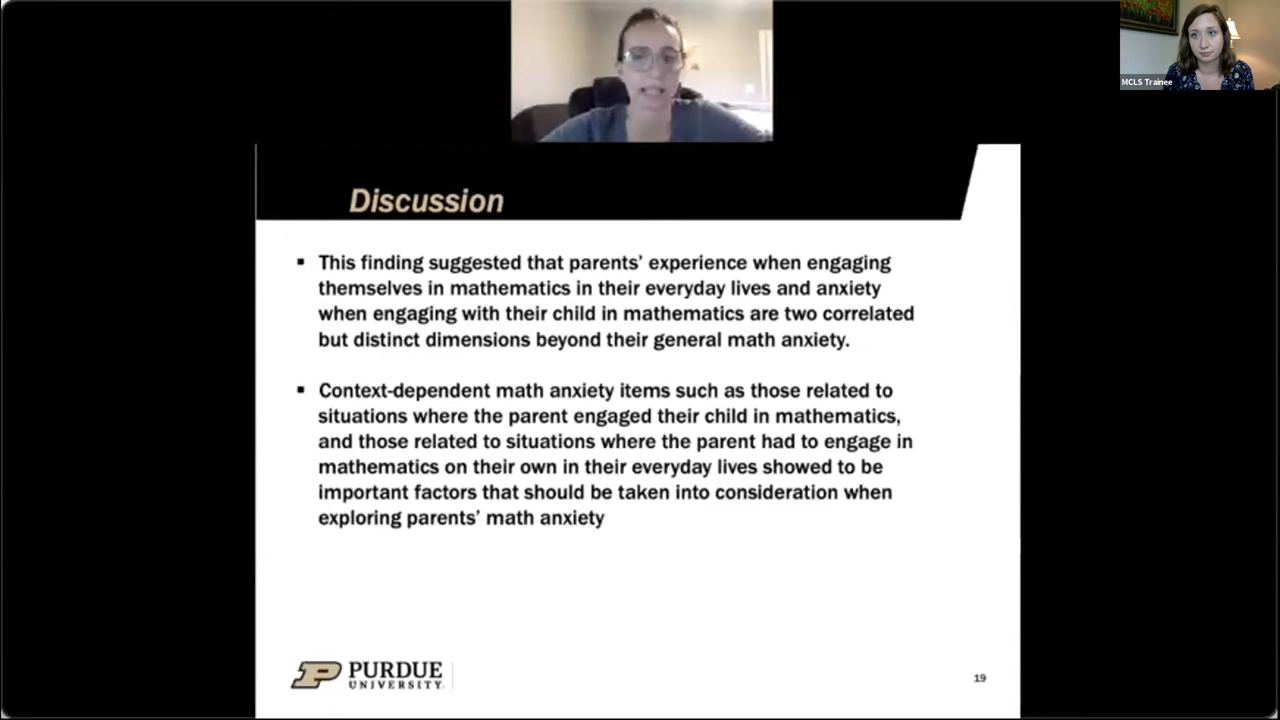 MCLS Trainee
Discussion
▪ This finding suggested that parents' experience when engaging
themselves in mathematics in their everyday lives and anxiety
when engaging with their child in mathematics are two correlated
but distinct dimensions beyond their general math anxiety.
▪ Context-dependent math anxiety items such as those related to
situations where the parent engaged their child in mathematics,
and those related to situations where the parent had to engage in
mathematics on their own in their everyday lives showed to be
important factors that should be taken into consideration when
exploring parents' math anxiety
PURDUE
UNIVERSITY
19